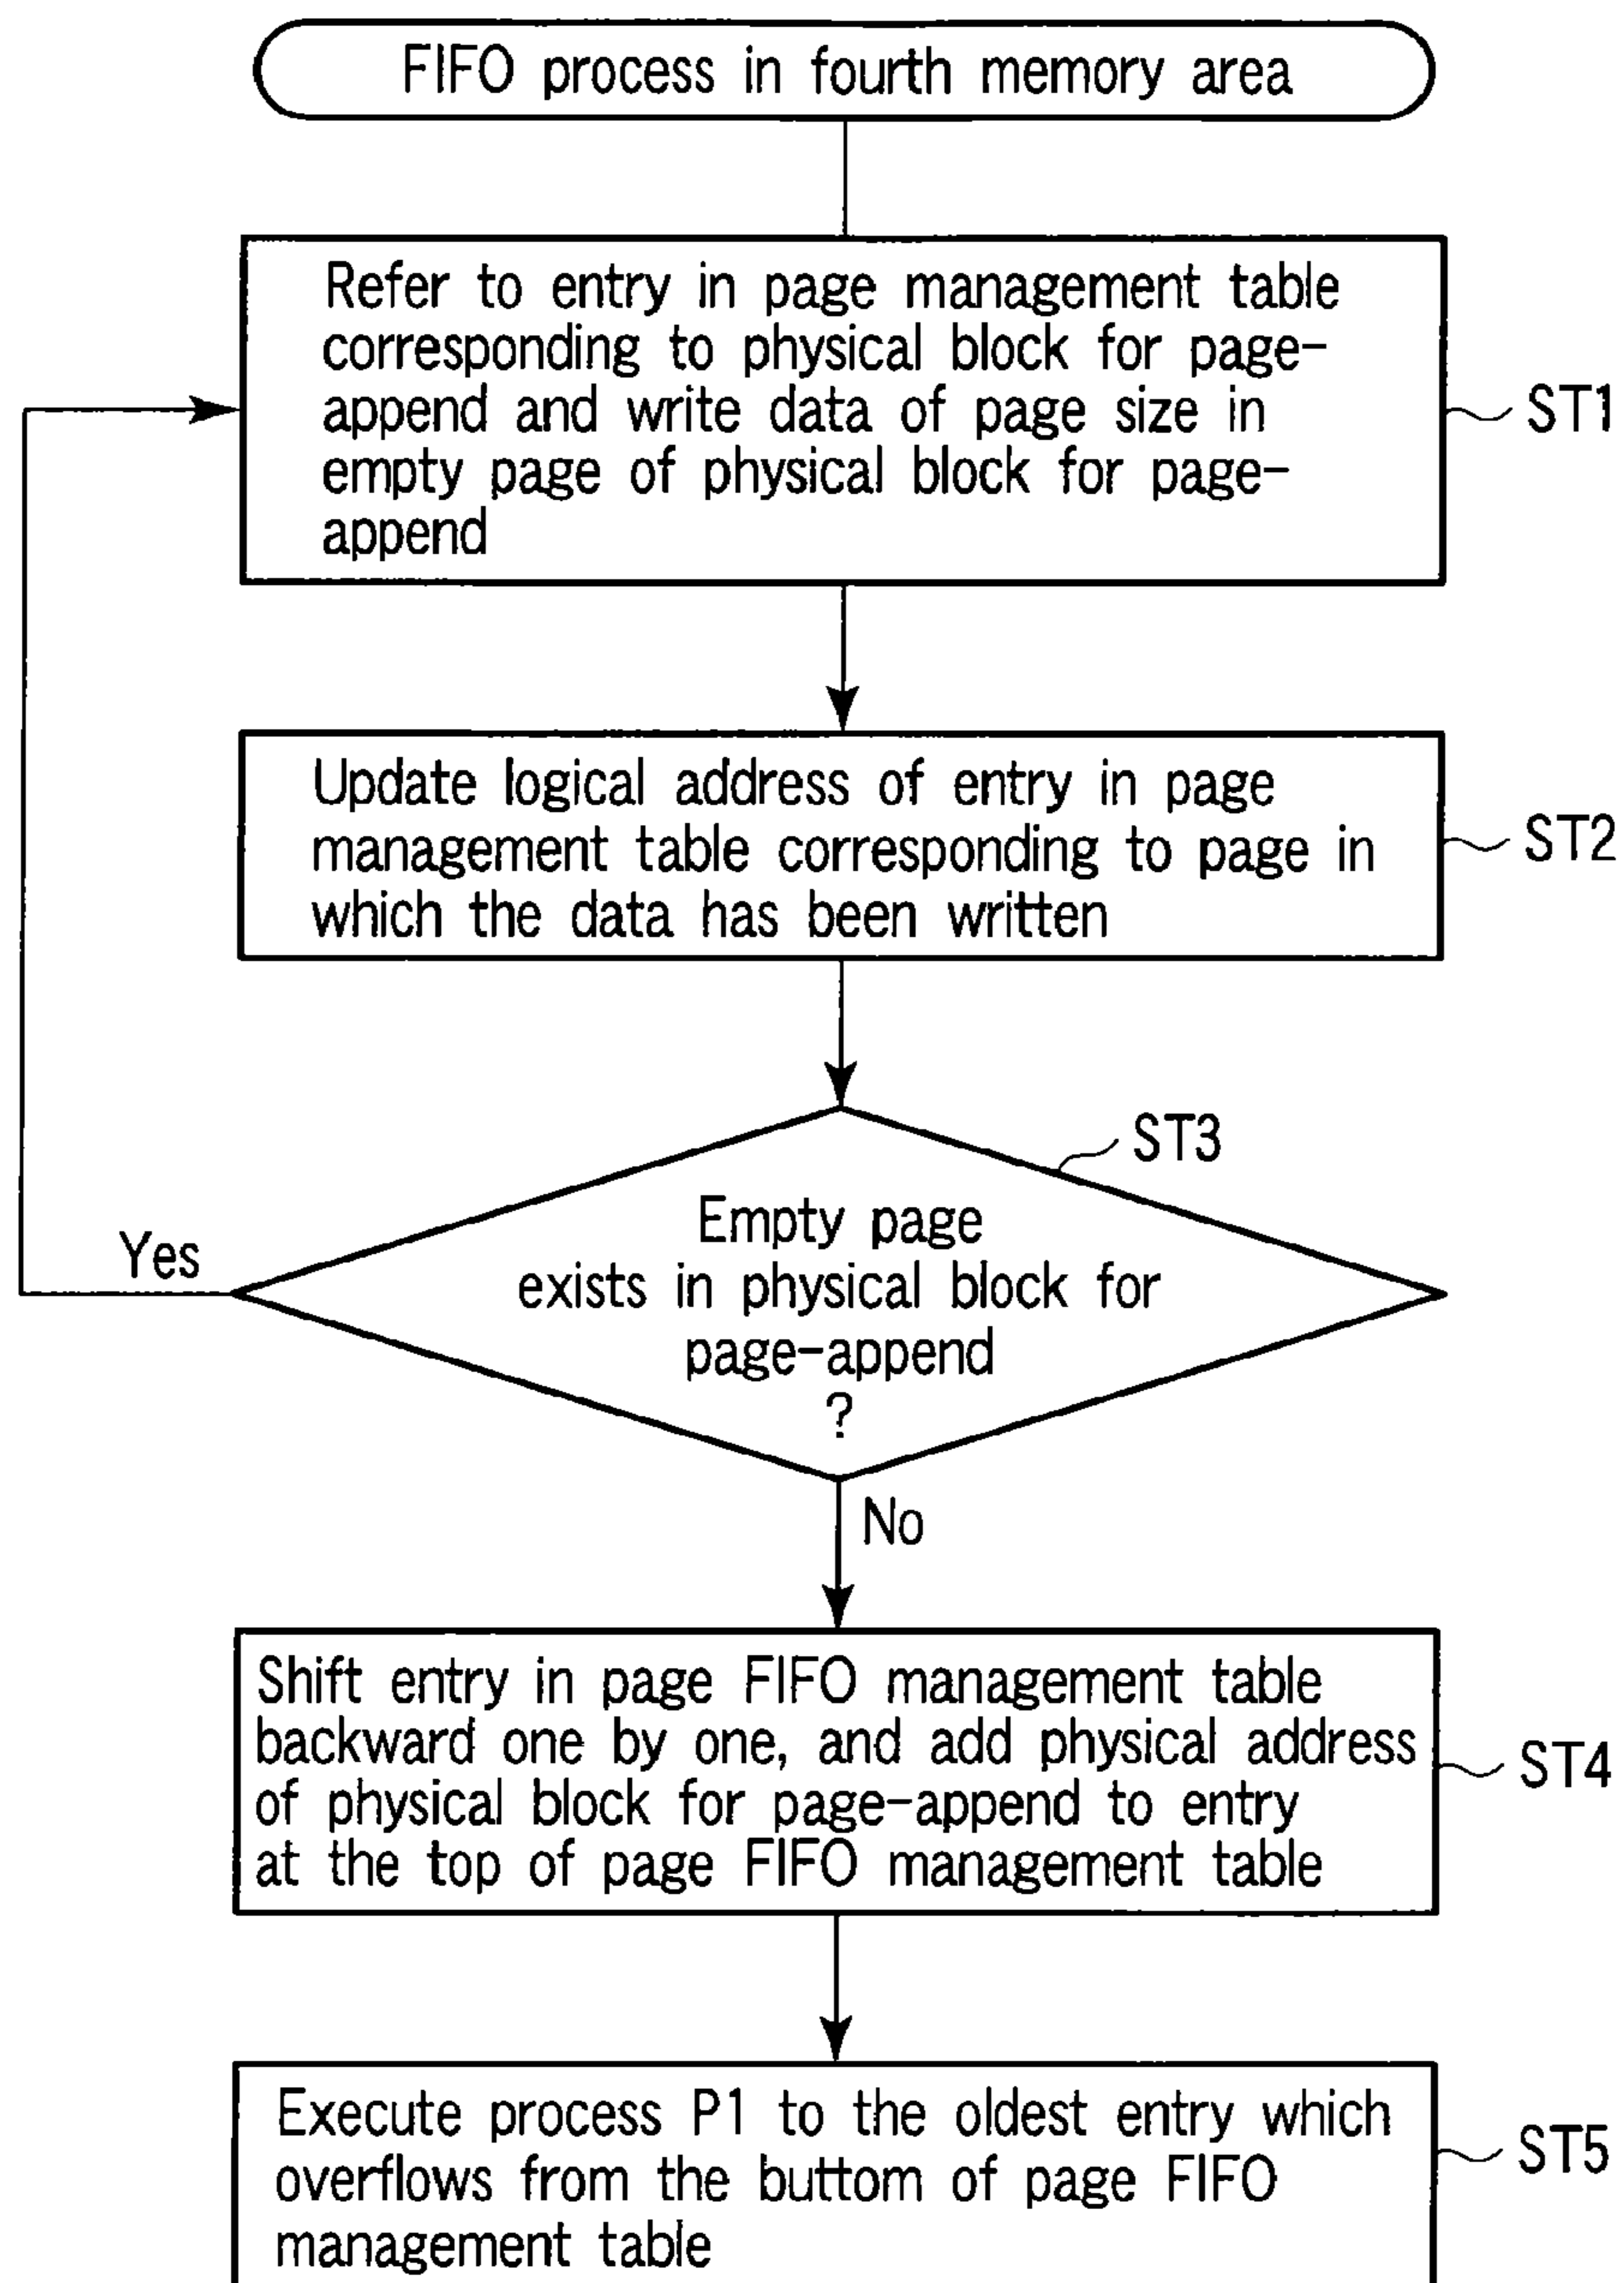 FIFO process in fourth memory area
Refer to entry in page management table
corresponding to physical block for page-
append and write data of page size in
empty page of physical block for page-
append
ST1
Update logical address of entry in page
management table corresponding to page in
which the data has been written
ST2
ST3
Empty page
exists in physical block for
page-append
?
Yes
No
Shift entry in page FIFO management table
backward one by one, and add physical address
of physical block for page-append to entry
at the top of page FIFO management table
ST4
Execute process P1 to the oldest entry which
overflows from the buttom of page FIFO
management table
ST5